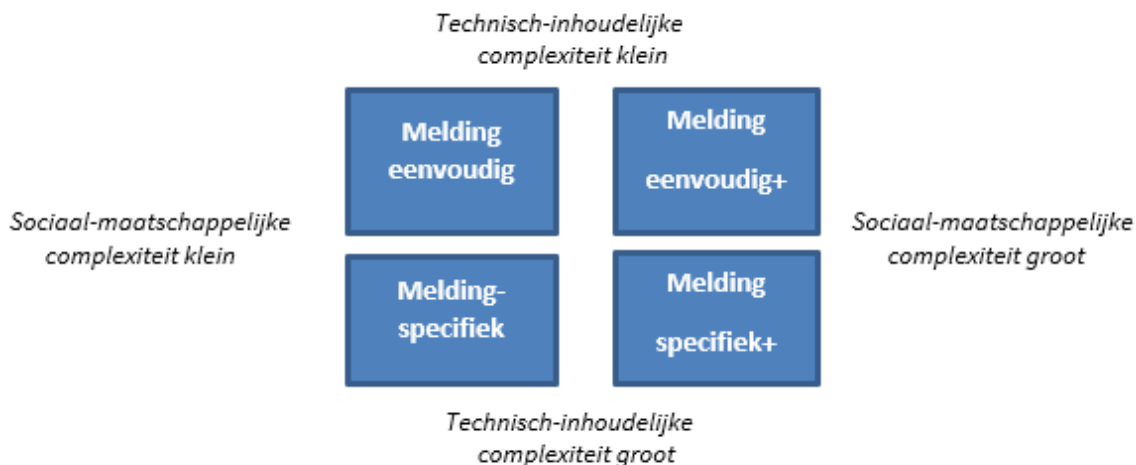 Technisch-inhoudelijke
complexiteit klein
Melding
eenvoudig
Melding
eenvoudig+
Sociaal-maatschappelijke
complexiteit klein
Sociaal-maatschappelijke
complexiteit groot
Melding-
specifiek
Melding
specifiek+
Technisch-inhoudelijke
complexiteit groot